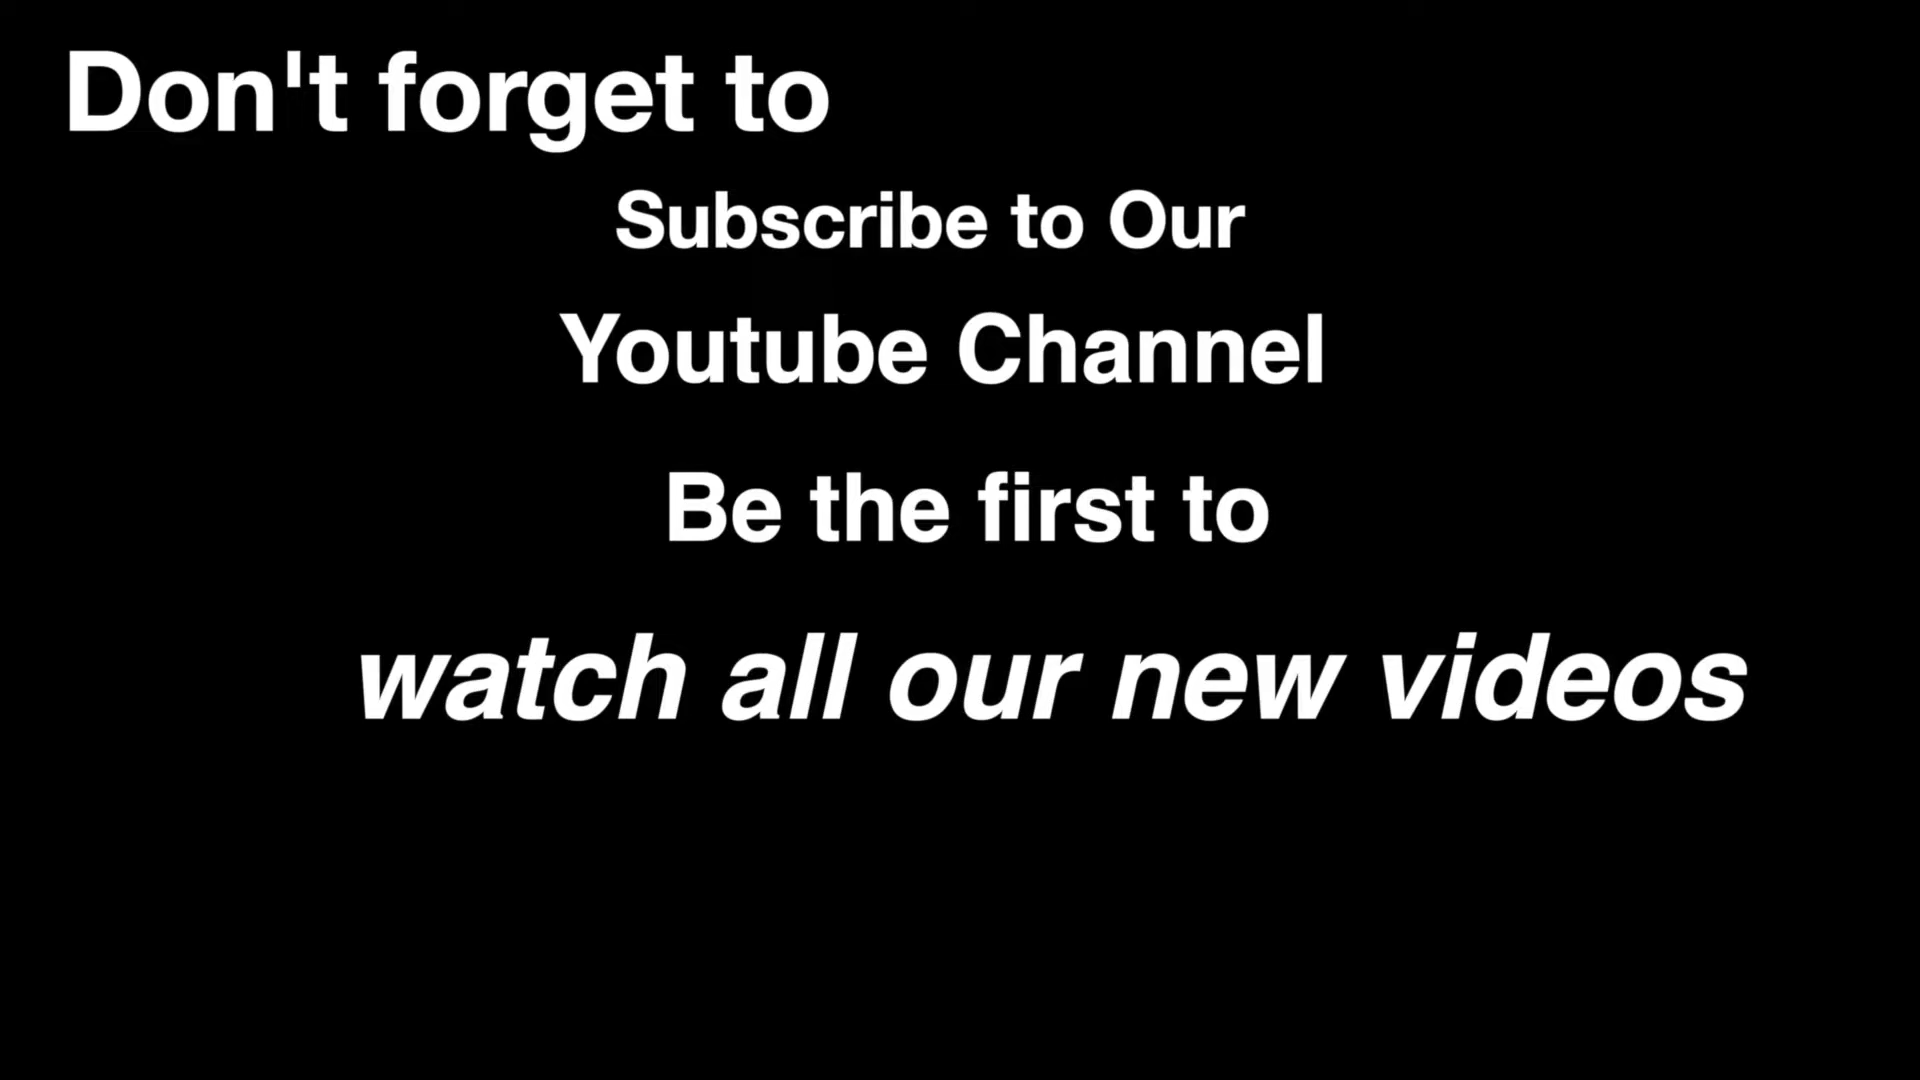 Don't forget to
Subscribe to Our
Youtube Channel
Be the first to
watch all our new videos